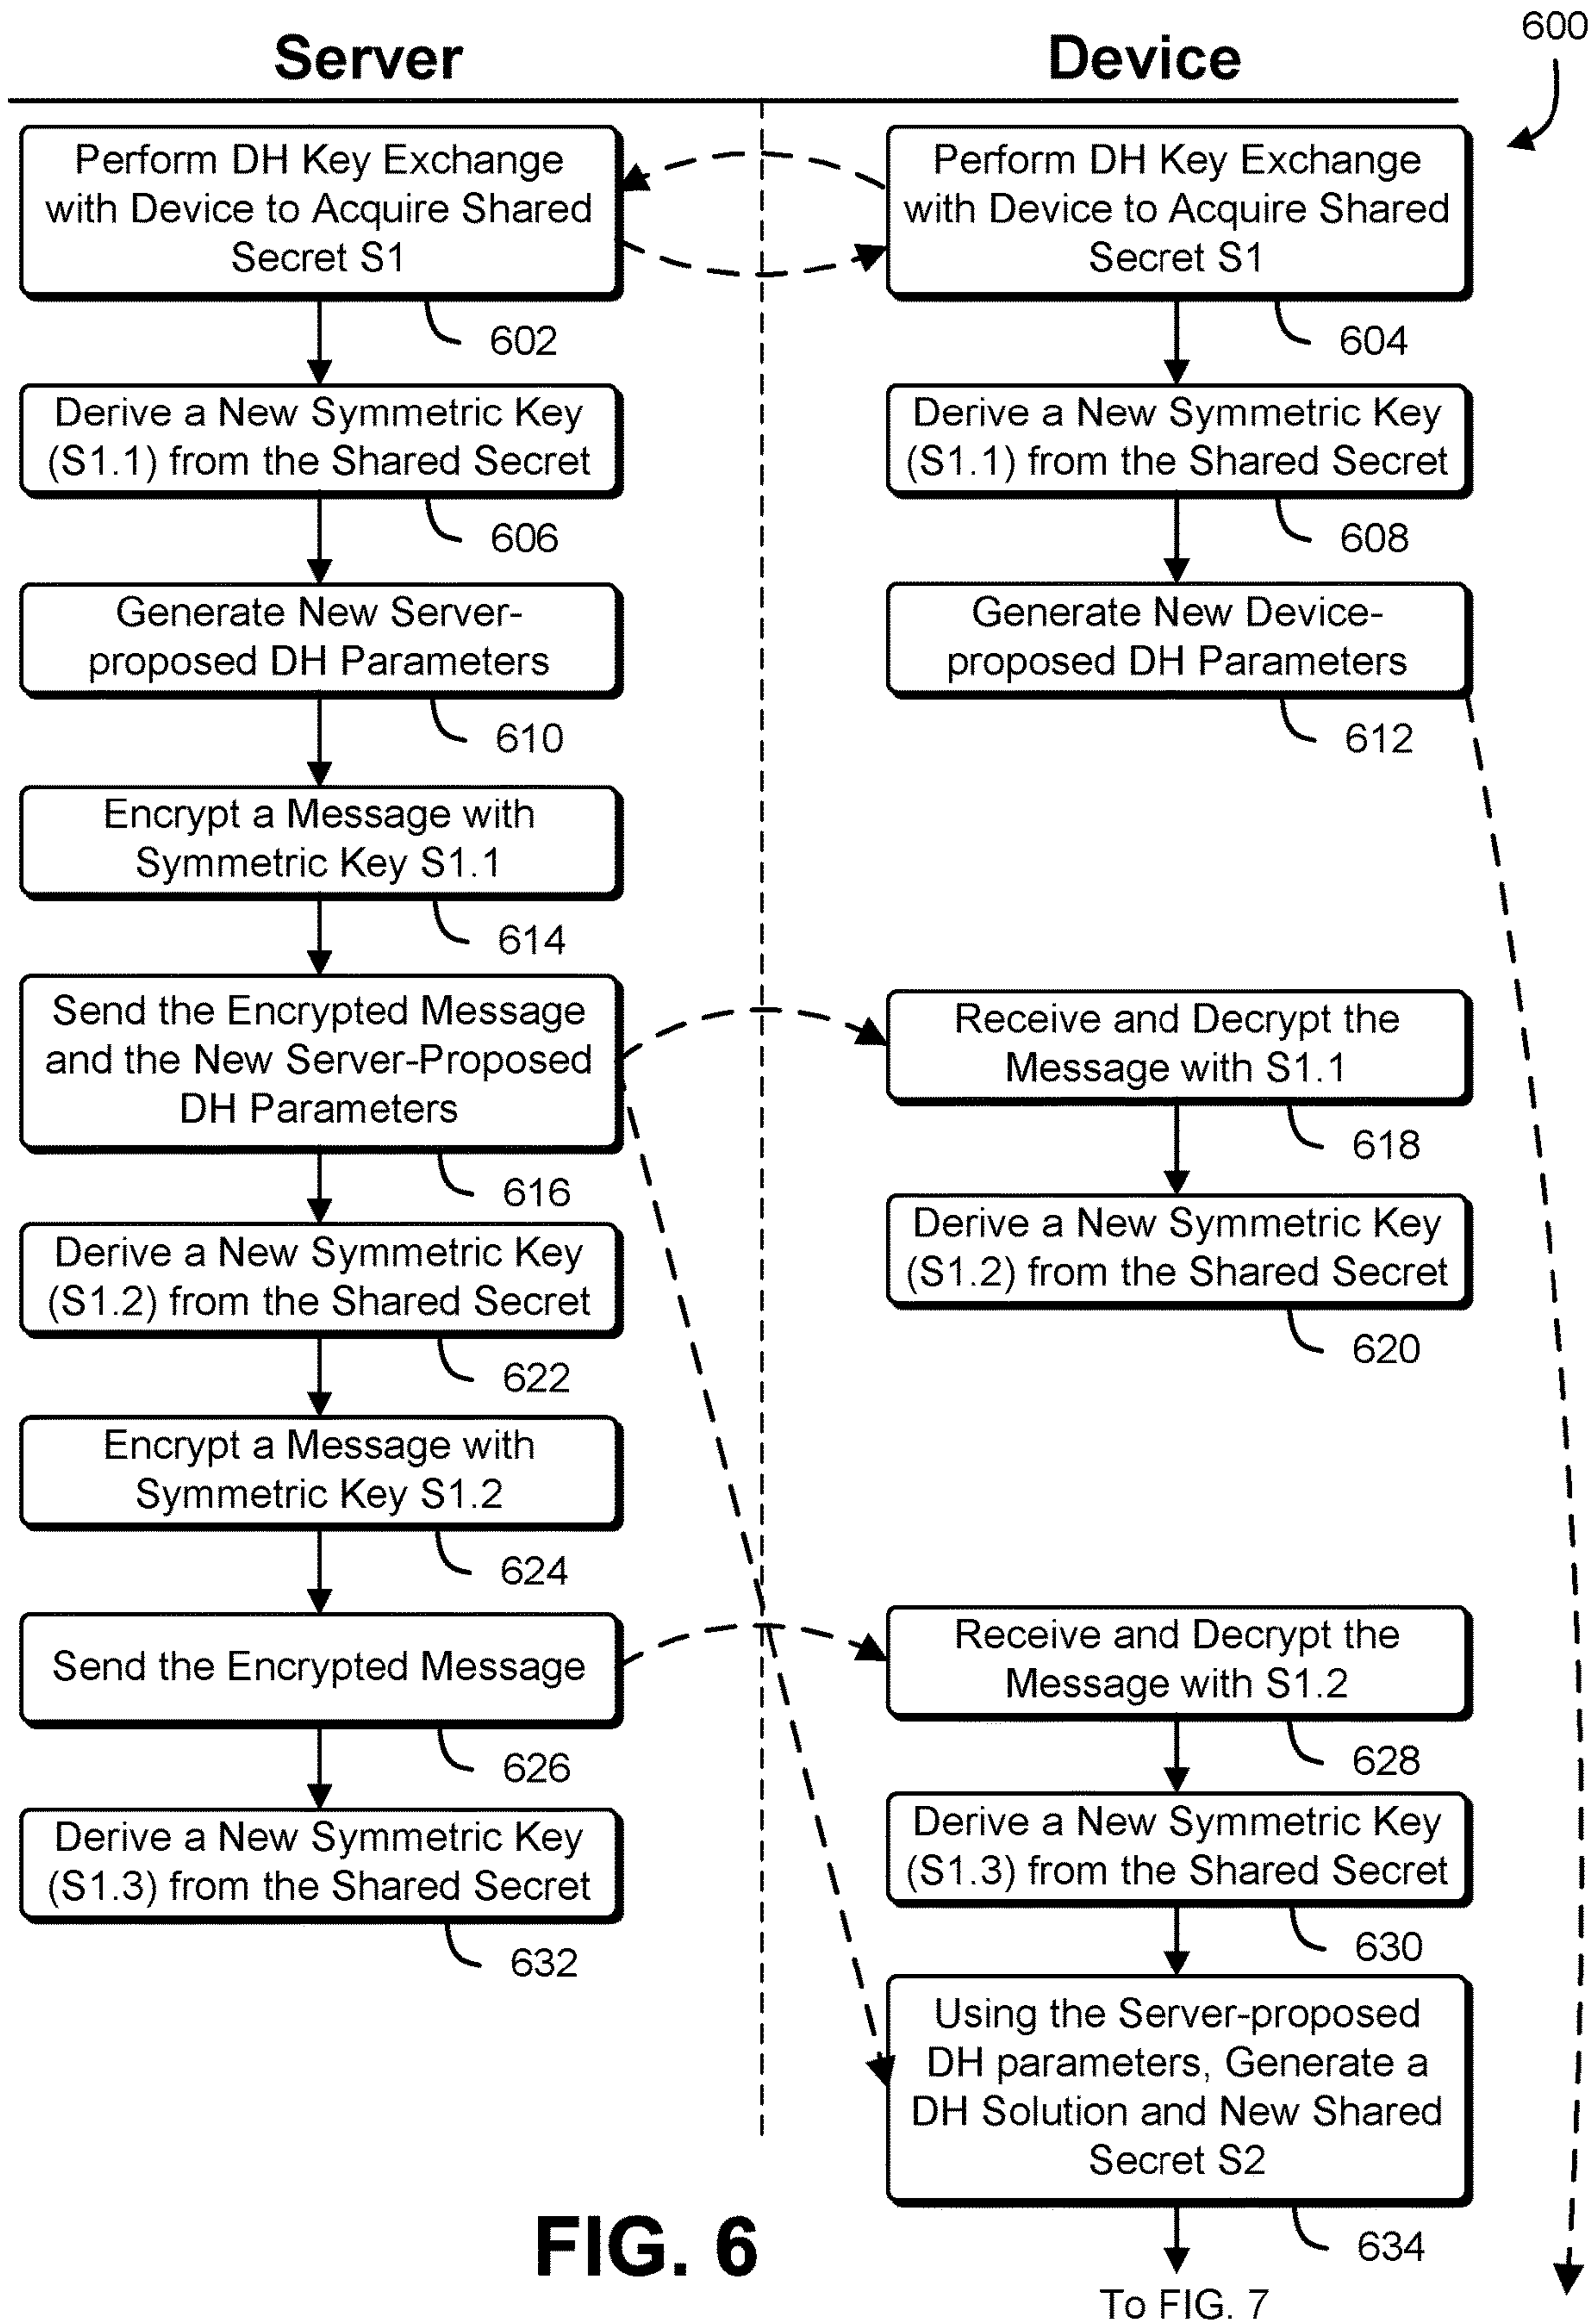 600
Server
Device
Perform DH Key Exchange
with Device to Acquire Shared
Secret S1
602
Perform DH Key Exchange
with Device to Acquire Shared
Secret S1
604
Derive a New Symmetric Key
(S1.1) from the Shared Secret
606
Derive a New Symmetric Key
(S1.1) from the Shared Secret
608
Generate New Server-
proposed DH Parameters
610
Generate New Device-
proposed DH Parameters
612
Encrypt a Message with
Symmetric Key S1.1
614
Send the Encrypted Message
and the New Server-Proposed
DH Parameters
616
Receive and Decrypt the
Message with S1.1
618
Derive a New Symmetric Key
(S1.2) from the Shared Secret
620
Derive a New Symmetric Key
(S1.2) from the Shared Secret
622
Encrypt a Message with
Symmetric Key S1.2
624
Send the Encrypted Message
626
Receive and Decrypt the
Message with S1.2
628
Derive a New Symmetric Key
(S1.3) from the Shared Secret
630
Derive a New Symmetric Key
(S1.3) from the Shared Secret
632
Using the Server-proposed
DH parameters, Generate a
DH Solution and New Shared
Secret S2
634
FIG. 6
To FIG. 7